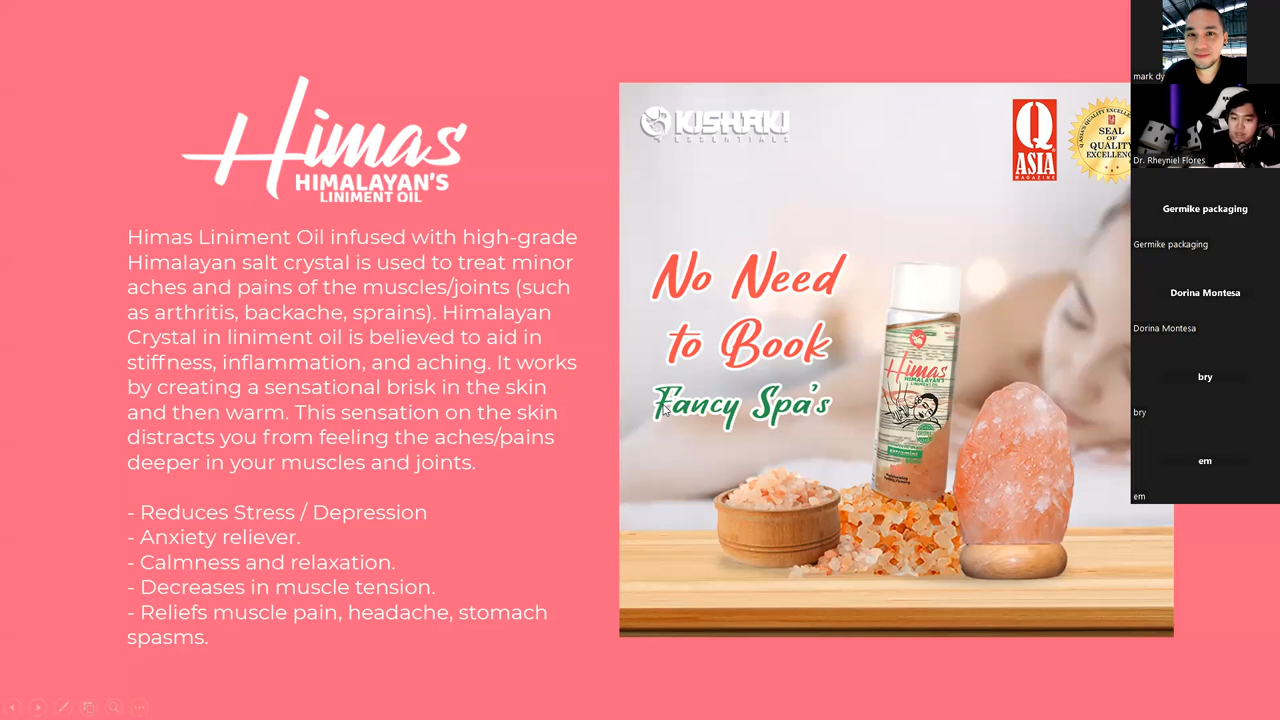 Himas
HIMALAYAN'S
LINIMENT OIL
Himas Liniment Oil infused with high-grade
Himalayan salt crystal is used to treat minor
aches and pains of the muscles/joints (such
as arthritis, backache, sprains). Himalayan
Crystal in liniment oil is believed to aid in
stiffness, inflammation, and aching. It works
by creating a sensational brisk in the skin
and then warm. This sensation on the skin
distracts you from feeling the aches/pains
deeper in your muscles and joints.
- Reduces Stress / Depression
- Anxiety reliever.
- Calmness and relaxation.
- Decreases in muscle tension.
- Reliefs muscle pain, headache, stomach
spasms.
KISHAKI
ESSENTIALS
Q
ASIA
MAGAZINE
SEAL
OF
QUALITY
No Need
to Book
Fancy Spa's
Himas
HIMALAYAN'S
LINIMENT OIL
mark dy
Dr. Rheyniel Flores
Germike packaging
Germike packaging
Dorina Montesa
Dorina Montesa
bry
bry
em
em